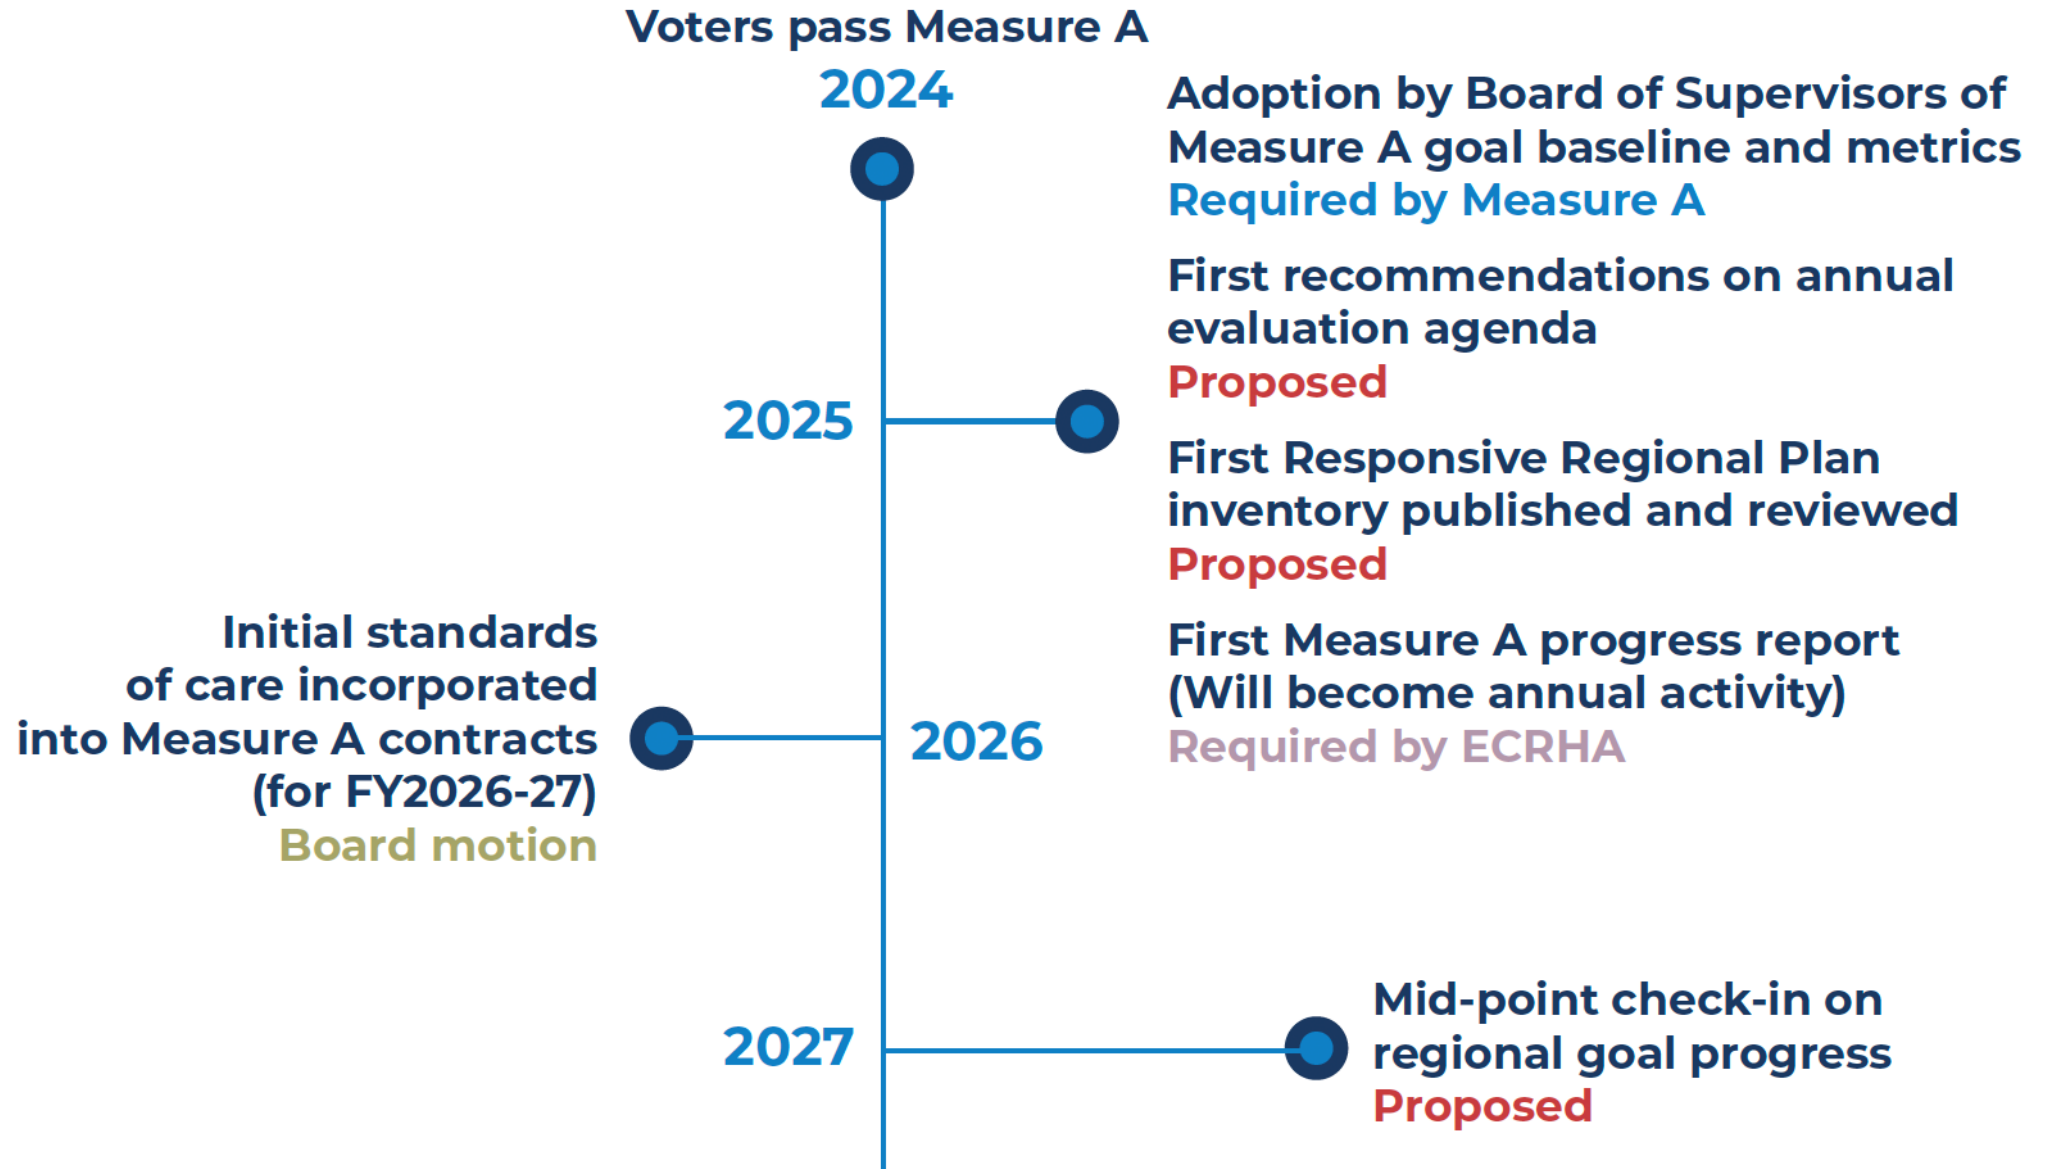 Voters pass Measure A
2024
Adoption by Board of Supervisors of
Measure A goal baseline and metrics
Required by Measure A
First recommendations on annual
evaluation agenda
Proposed
2025
First Responsive Regional Plan
inventory published and reviewed
Proposed
First Measure A progress report
(Will become annual activity)
Required by ECRHA
Initial standards
of care incorporated
into Measure A contracts
(for FY2026-27)
Board motion
2026
2027
Mid-point check-in on
regional goal progress
Proposed